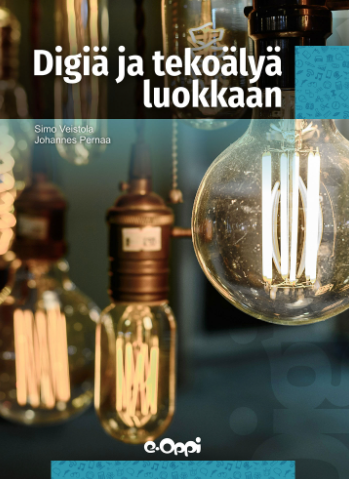 Digiä ja tekoälyä
luokkaan
Simo Veistola
Johannes Pernaa
e-Oppi